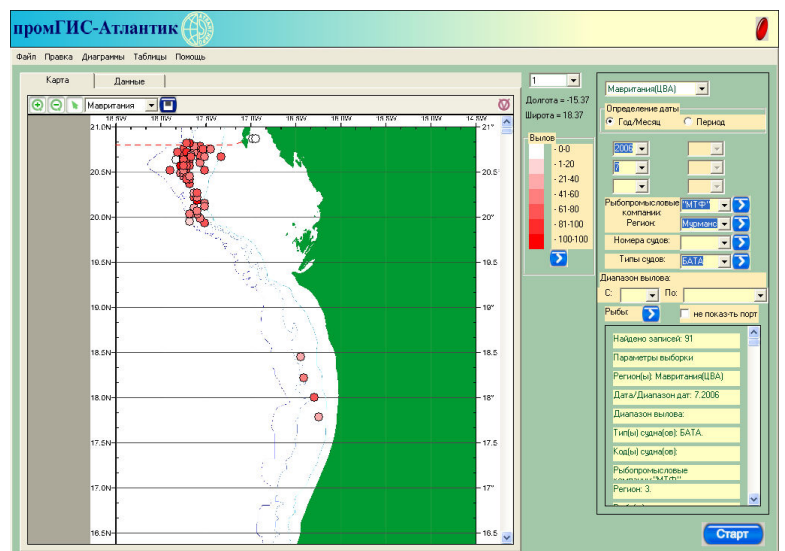 промГИС-Атлантик
Файл Правка Диаграммы Таблицы Помощь
Карта Данные
Мавритания
21.0N
20.5N
20.0N
19.5N
19.0N
18.5N
18.0N
17.5N
17.0N
16.5N
21°
20.5
20°
19.5
19°
18.5
18°
17.5
17°
16.5
1
Долгота = -15.37
Широта = 18.37
Вылов
- 0-0
- 1-20
- 21-40
- 41-60
- 61-80
- 81-100
- 100-100
Мавритания(ЦВА)
Определение даты
Год/Месяц Период
2006
7
Рыбопромысловые компании: "МТФ"
Регион: Мурманс
Номера судов:
Типы судов: БАТА
Диапазон вылова:
С: По:
Рыбы: не показ-ть порт
Найдено записей: 91
Параметры выборки
Регион(ы): Мавритания(ЦВА)
Дата/Диапазон дат: 7.2006
Диапазон вылова:
Тип(ы) судна(ов): БАТА.
Код(ы) судна(ов):
Рыбопромысловые
компании:"МТФ"
Регион: 3.
Старт